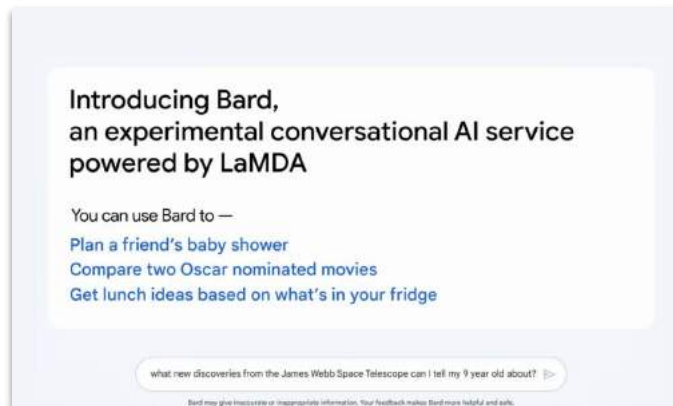 Introducing Bard,
an experimental conversational AI service
powered by LaMDA
You can use Bard to —
Plan a friend's baby shower
Compare two Oscar nominated movies
Get lunch ideas based on what's in your fridge
what new discoveries from the James Webb Space Telescope can I tell my 9 year old about?
Bard may give inaccurate or inappropriate information. Your feedback makes Bard more helpful and safe.